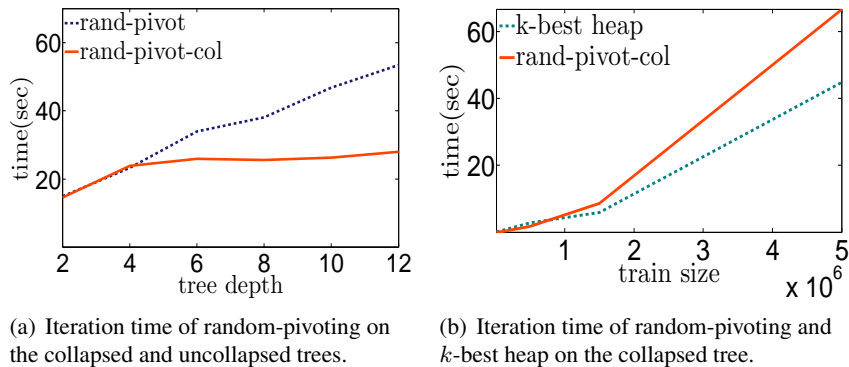 60
40
20
time(sec)
rand-pivot
rand-pivot-col
2 4 6 8 10 12
tree depth
(a) Iteration time of random-pivoting on
the collapsed and uncollapsed trees.
60
40
20
time(sec)
k-best heap
rand-pivot-col
1 2 3 4 5
train size
x 10^6
(b) Iteration time of random-pivoting and
k-best heap on the collapsed tree.